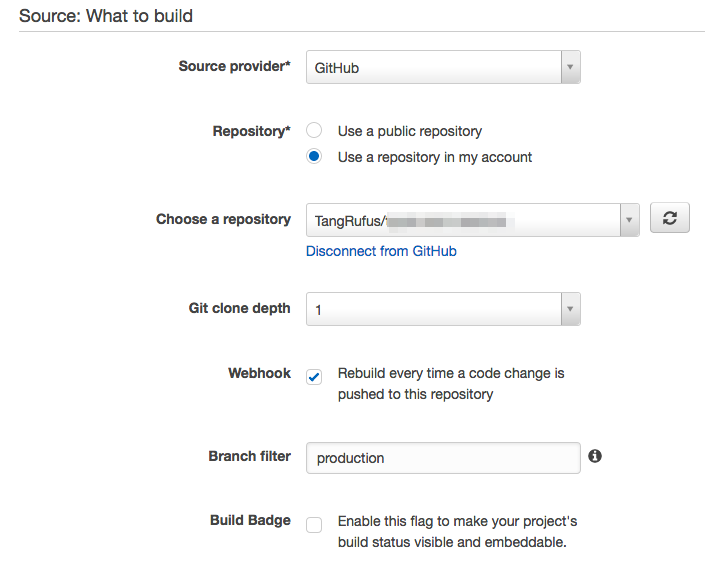 Source: What to build
Source provider*
GitHub
Repository*
Use a public repository
Use a repository in my account
Choose a repository
TangRufus/
Disconnect from GitHub
Git clone depth
1
Webhook
Rebuild every time a code change is
pushed to this repository
Branch filter
production
Build Badge
Enable this flag to make your project's
build status visible and embeddable.